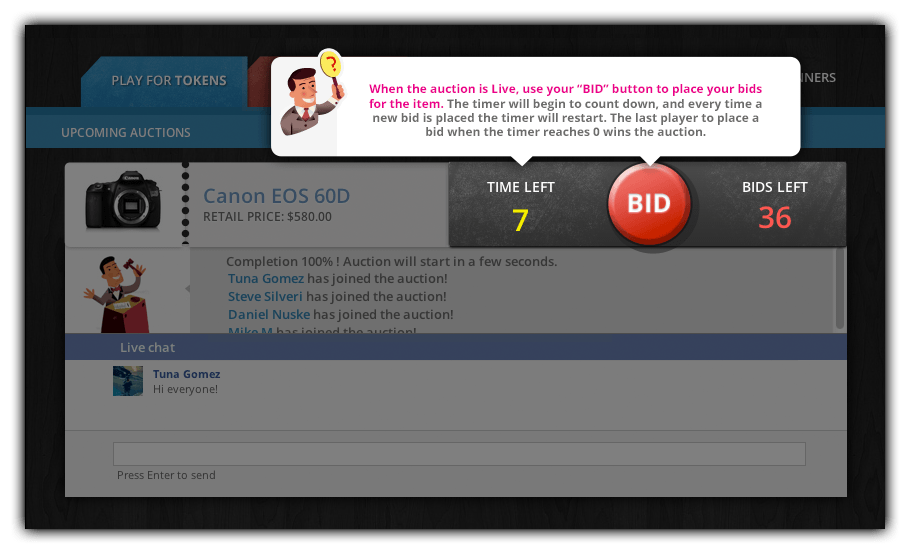 PLAY FOR TOKENS
NNERS
UPCOMING AUCTIONS
?
When the auction is Live, use your “BID” button to place your bids
for the item. The timer will begin to count down, and every time a
new bid is placed the timer will restart. The last player to place a
bid when the timer reaches 0 wins the auction.
Canon EOS 60D
RETAIL PRICE: $580.00
TIME LEFT
7
BID
BIDS LEFT
36
Completion 100% ! Auction will start in a few seconds.
Tuna Gomez has joined the auction!
Steve Silveri has joined the auction!
Daniel Nuske has joined the auction!
Mike M has joined the auction!
Live chat
Tuna Gomez
Hi everyone!
Press Enter to send